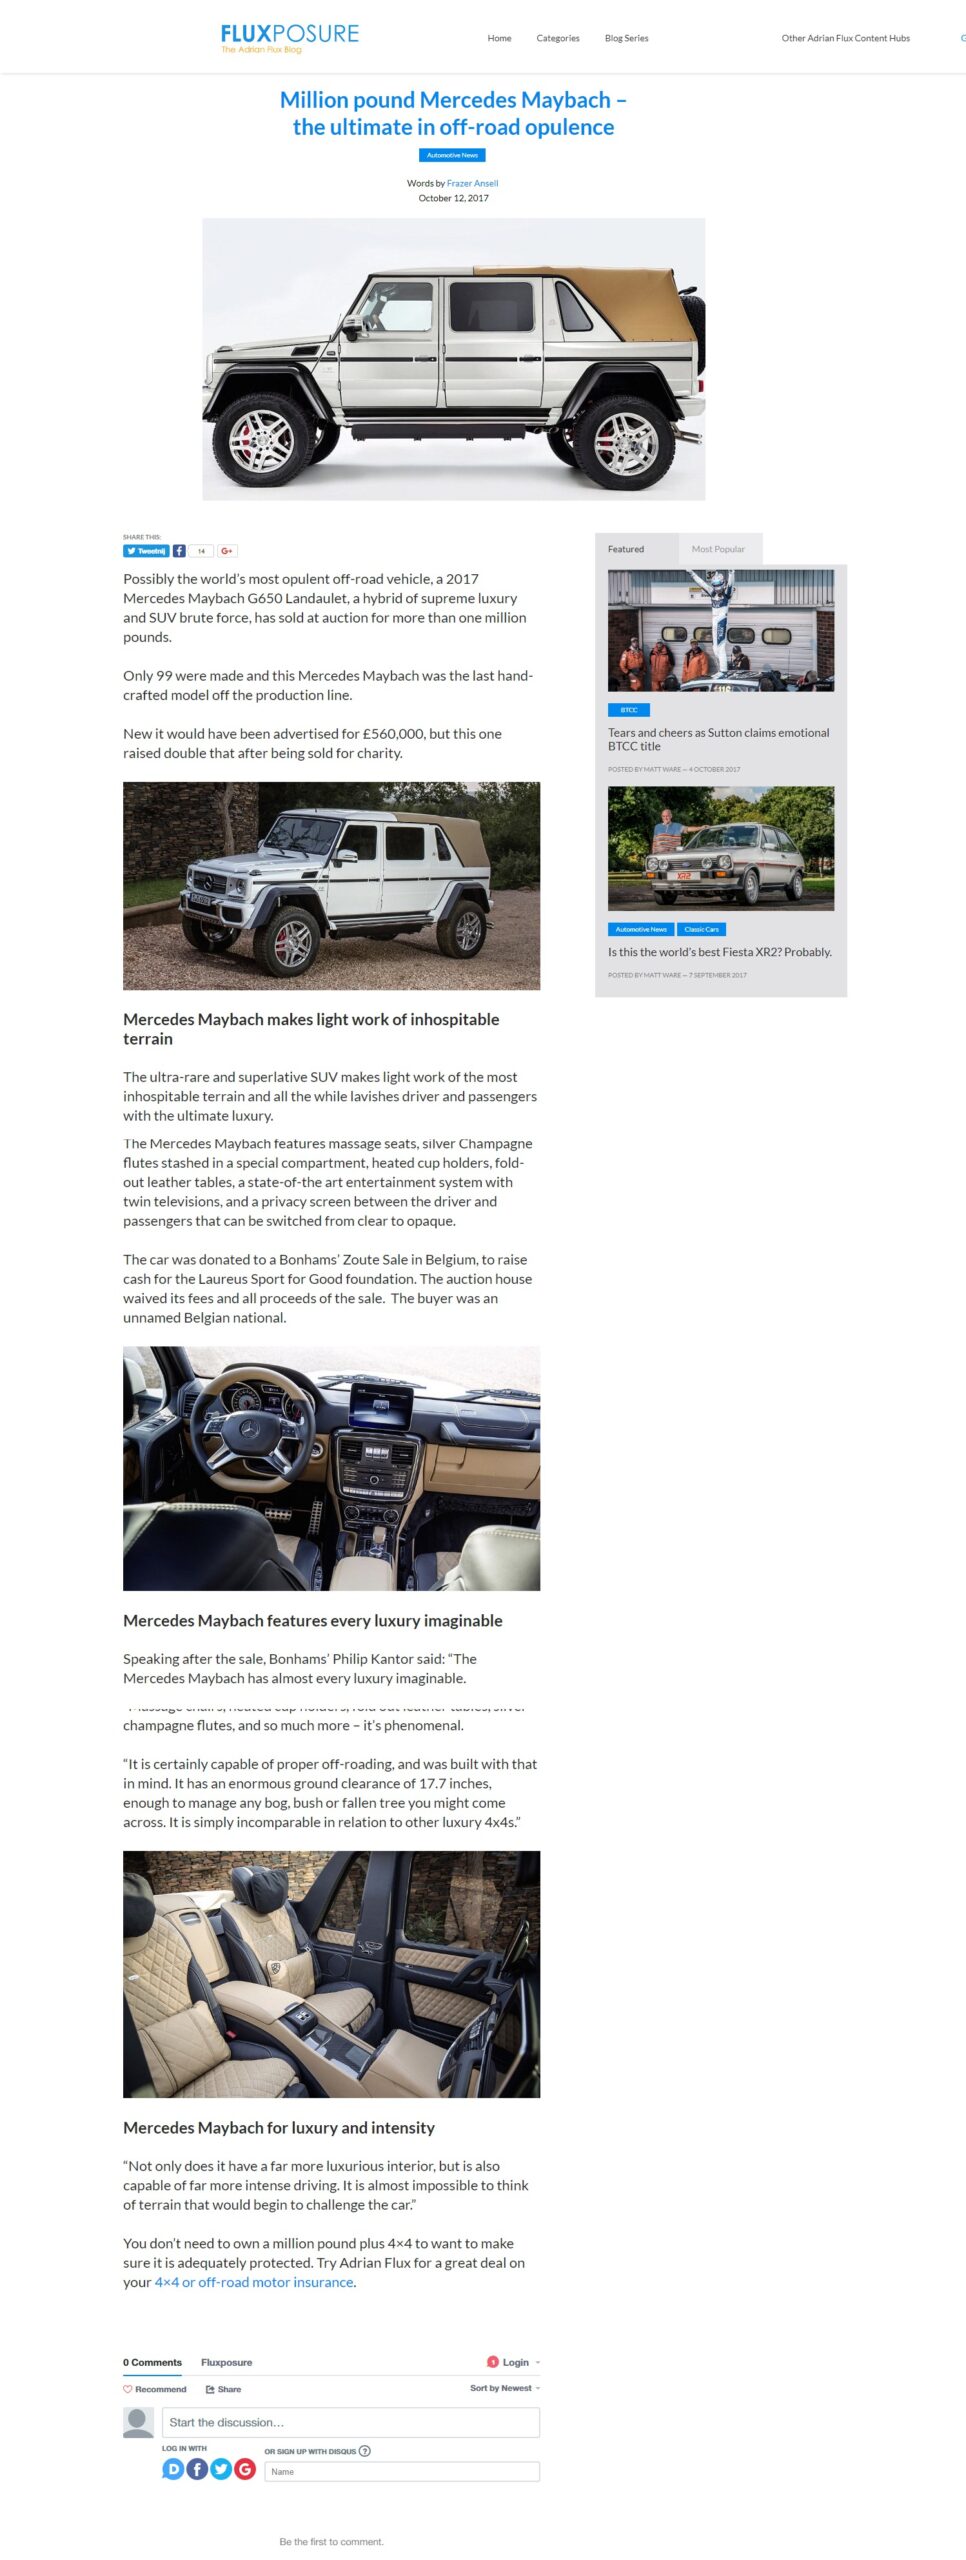 FLUXPOSURE
The Adrian Flux Blog
Home
Categories
Blog Series
Other Adrian Flux Content Hubs
Million pound Mercedes Maybach –
the ultimate in off-road opulence
Automotive News
Words by Frazer Ansell
October 12, 2017
SHARE THIS:
Tweetnij
14
G+
Possibly the world’s most opulent off-road vehicle, a 2017
Mercedes Maybach G650 Landaulet, a hybrid of supreme luxury
and SUV brute force, has sold at auction for more than one million
pounds.
Only 99 were made and this Mercedes Maybach was the last hand-
crafted model off the production line.
New it would have been advertised for £560,000, but this one
raised double that after being sold for charity.
Mercedes Maybach makes light work of inhospitable
terrain
The ultra-rare and superlative SUV makes light work of the most
inhospitable terrain and all the while lavishes driver and passengers
with the ultimate luxury.
The Mercedes Maybach features massage seats, silver Champagne
flutes stashed in a special compartment, heated cup holders, fold-
out leather tables, a state-of-the art entertainment system with
twin televisions, and a privacy screen between the driver and
passengers that can be switched from clear to opaque.
The car was donated to a Bonhams’ Zoute Sale in Belgium, to raise
cash for the Laureus Sport for Good foundation. The auction house
waived its fees and all proceeds of the sale.  The buyer was an
unnamed Belgian national.
Mercedes Maybach features every luxury imaginable
Speaking after the sale, Bonhams’ Philip Kantor said: “The
Mercedes Maybach has almost every luxury imaginable.
champagne flutes, and so much more – it’s phenomenal.
“It is certainly capable of proper off-roading, and was built with that
in mind. It has an enormous ground clearance of 17.7 inches,
enough to manage any bog, bush or fallen tree you might come
across. It is simply incomparable in relation to other luxury 4x4s.”
Mercedes Maybach for luxury and intensity
“Not only does it have a far more luxurious interior, but is also
capable of far more intense driving. It is almost impossible to think
of terrain that would begin to challenge the car.”
You don’t need to own a million pound plus 4×4 to want to make
sure it is adequately protected. Try Adrian Flux for a great deal on
your 4×4 or off-road motor insurance.
Featured
Most Popular
116
BTCC
Tears and cheers as Sutton claims emotional
BTCC title
POSTED BY MATT WARE — 4 OCTOBER 2017
XR2
Automotive News
Classic Cars
Is this the world’s best Fiesta XR2? Probably.
POSTED BY MATT WARE — 7 SEPTEMBER 2017
0 Comments
Fluxposure
1
Login
Recommend
Share
Sort by Newest
Start the discussion…
LOG IN WITH
OR SIGN UP WITH DISQUS ?
Name
Be the first to comment.